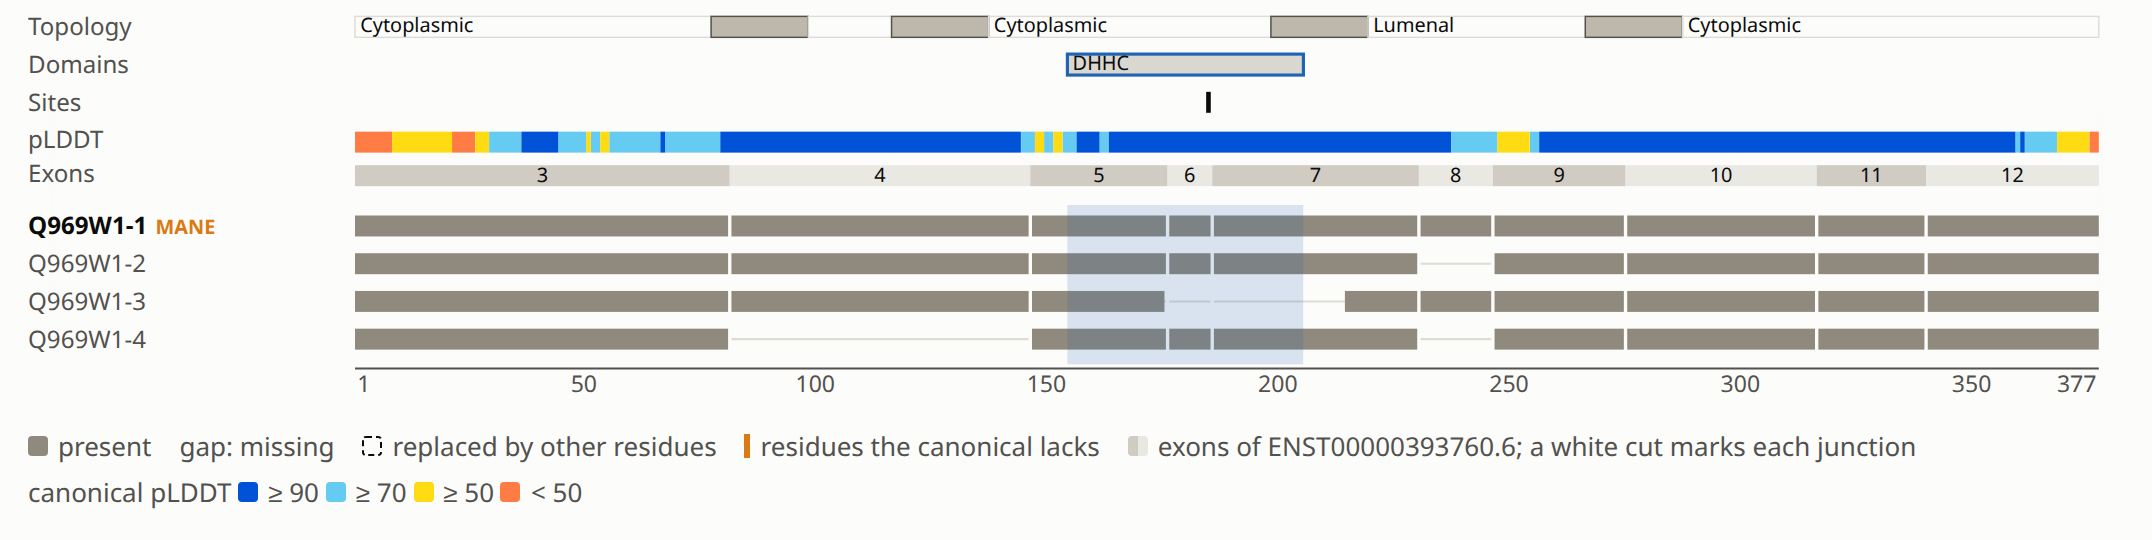 Topology Cytoplasmic Cytoplasmic Lumenal Cytoplasmic
Domains DHHC
Sites
pLDDT
Exons 3 4 5 6 7 8 9 10 11 12
Q969W1-1 MANE
Q969W1-2
Q969W1-3
Q969W1-4
1 50 100 150 200 250 300 350 377
present gap: missing replaced by other residues residues the canonical lacks exons of ENST00000393760.6; a white cut marks each junction
canonical pLDDT ≥ 90 ≥ 70 ≥ 50 < 50